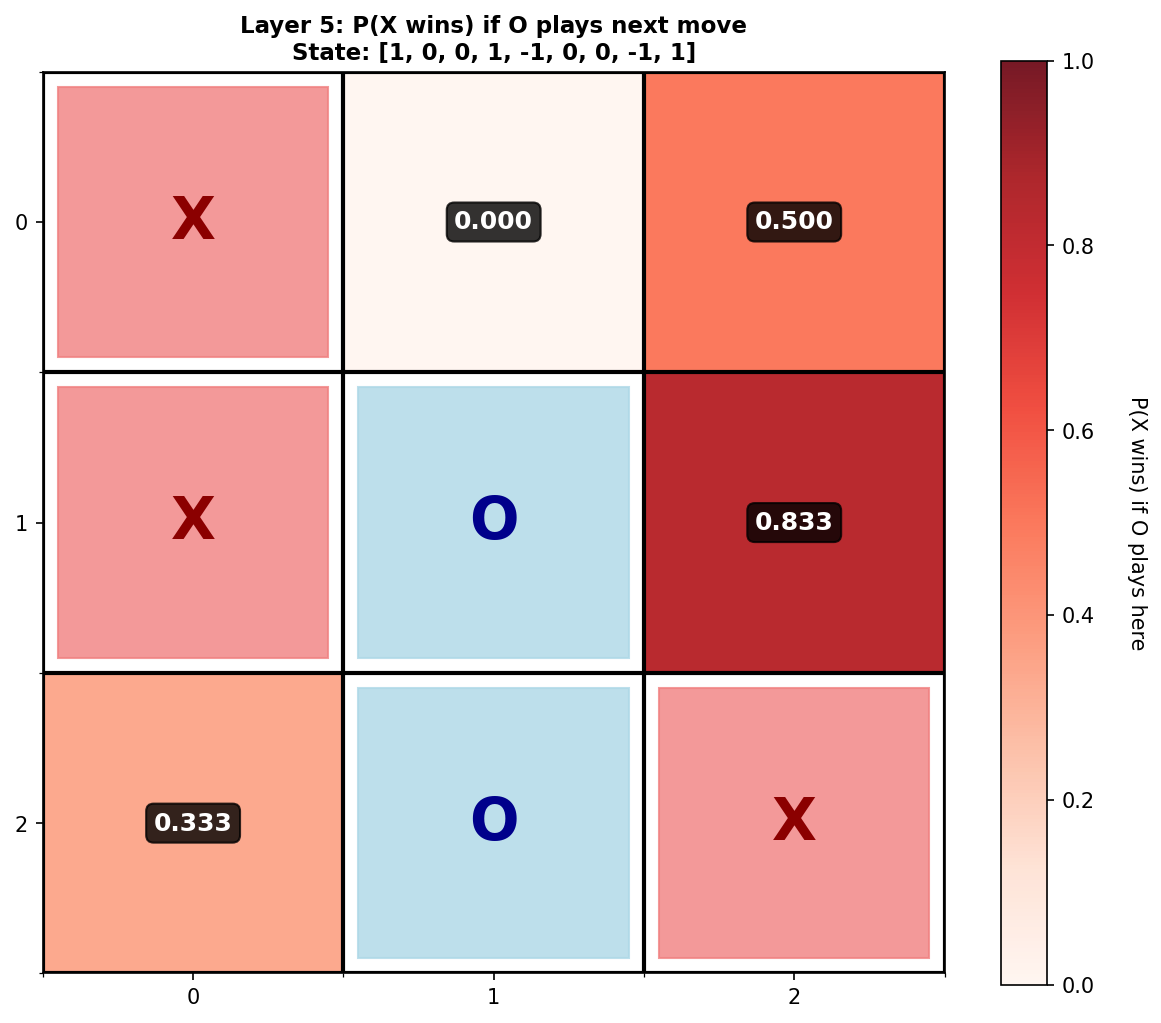 Layer 5: P(X wins) if O plays next move
State: [1, 0, 0, 1, -1, 0, 0, -1, 1]
0
X
0.000
0.500
1
X
O
0.833
2
0.333
O
X
0
1
2
1.0
0.8
0.6
0.4
0.2
0.0
P(X wins) if O plays here